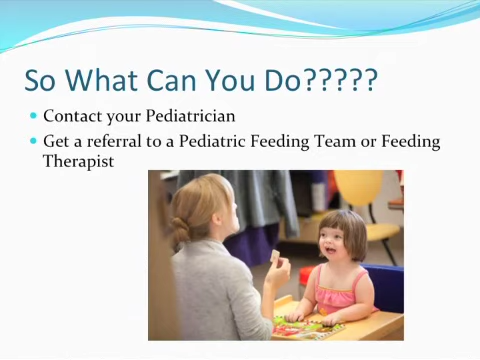 So What Can You Do?????
Contact your Pediatrician
Get a referral to a Pediatric Feeding Team or Feeding
Therapist